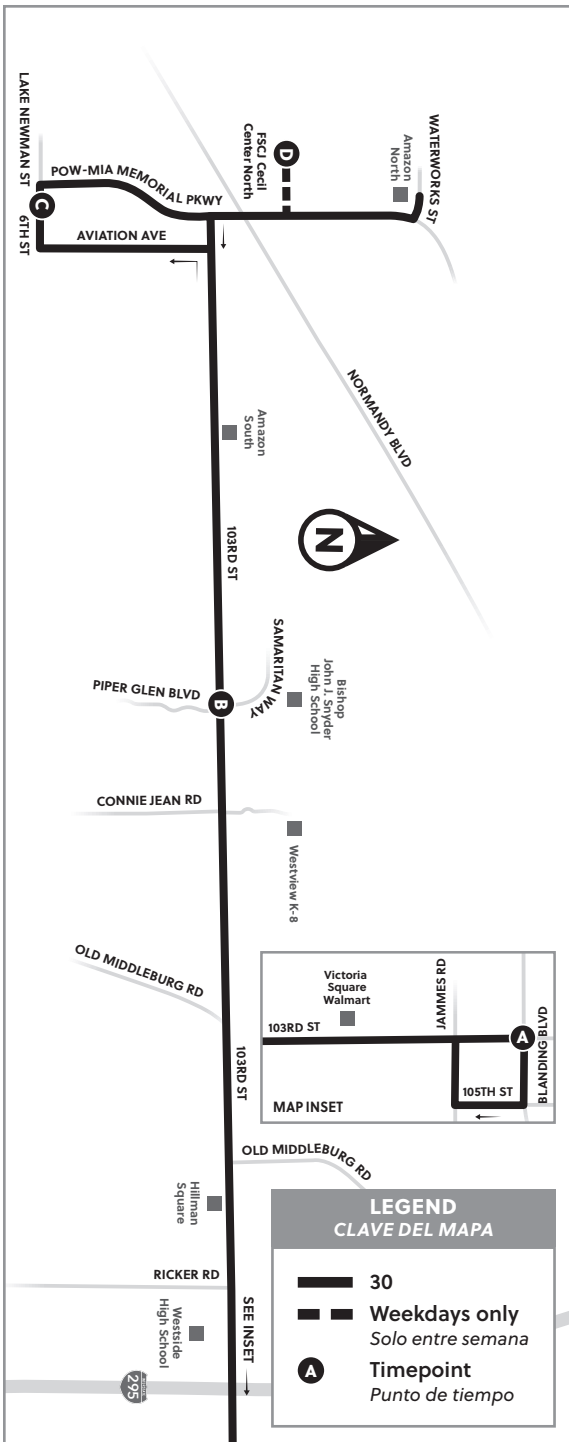 WATERWORKS ST
Amazon
North
LAKE NEWMAN ST
POW-MIA MEMORIAL PKWY
FSCJ Cecil
Center North
D
C
6TH ST
AVIATION AVE
NORMANDY BLVD
Amazon
South
103RD ST
N
SAMARITAN WAY
Bishop
John J. Snyder
High School
PIPER GLEN BLVD
B
CONNIE JEAN RD
Westview K-8
OLD MIDDLEBURG RD
103RD ST
Victoria
Square
Walmart
JAMMES RD
BLANDING BLVD
103RD ST
A
105TH ST
MAP INSET
OLD MIDDLEBURG RD
Hillman
Square
RICKER RD
Westside
High School
SEE INSET
295
LEGEND
CLAVE DEL MAPA
30
Weekdays only
Solo entre semana
A
Timepoint
Punto de tiempo